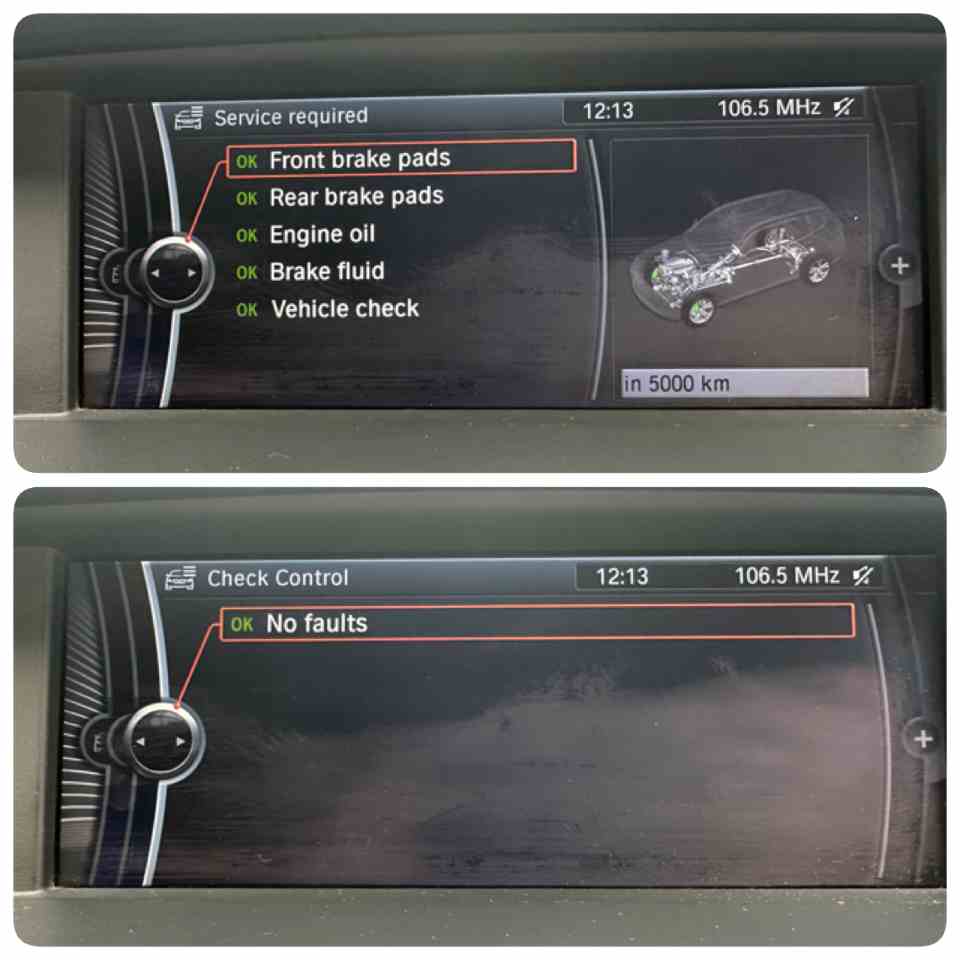 Service required
12:13
106.5 MHz
OK Front brake pads
OK Rear brake pads
OK Engine oil
OK Brake fluid
OK Vehicle check
in 5000 km
Check Control
12:13
106.5 MHz
OK No faults